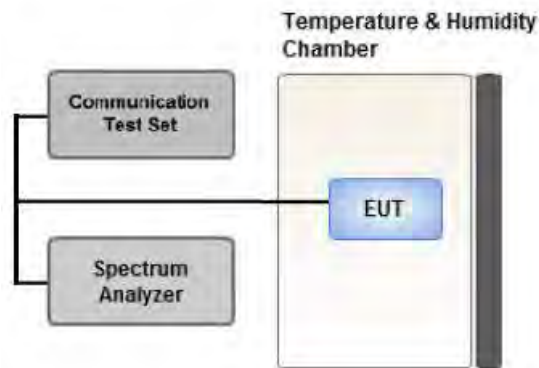 Temperature & Humidity
Chamber
Communication
Test Set
EUT
Spectrum
Analyzer